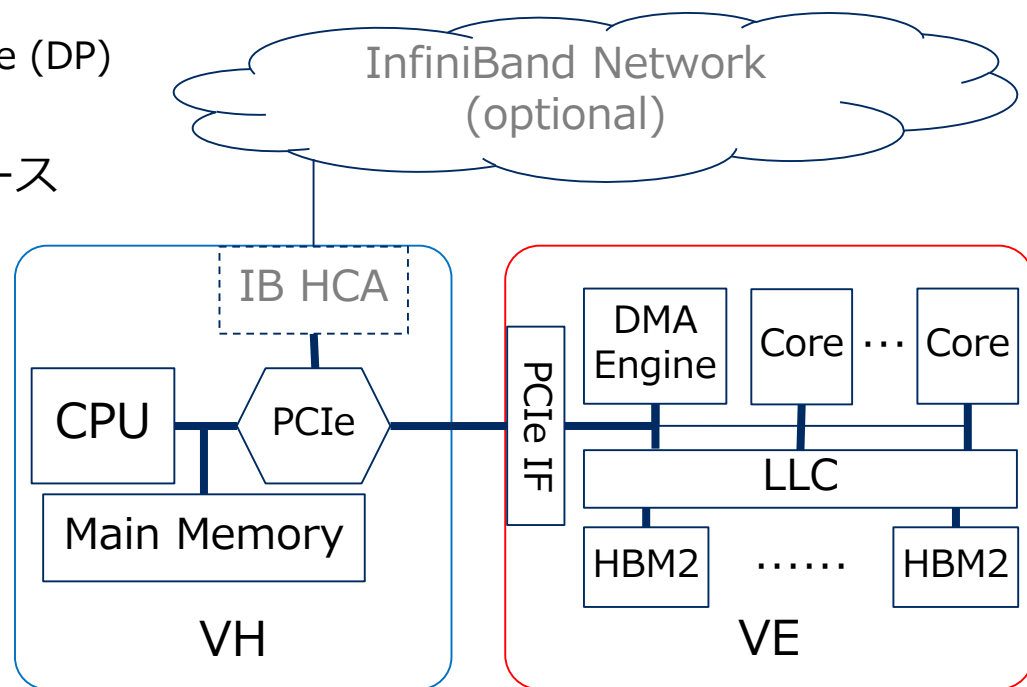 e (DP)
ース
InfiniBand Network
(optional)
IB HCA
CPU
PCIe
Main Memory
VH
PCIe IF
DMA
Engine
Core ... Core
LLC
HBM2 ...... HBM2
VE